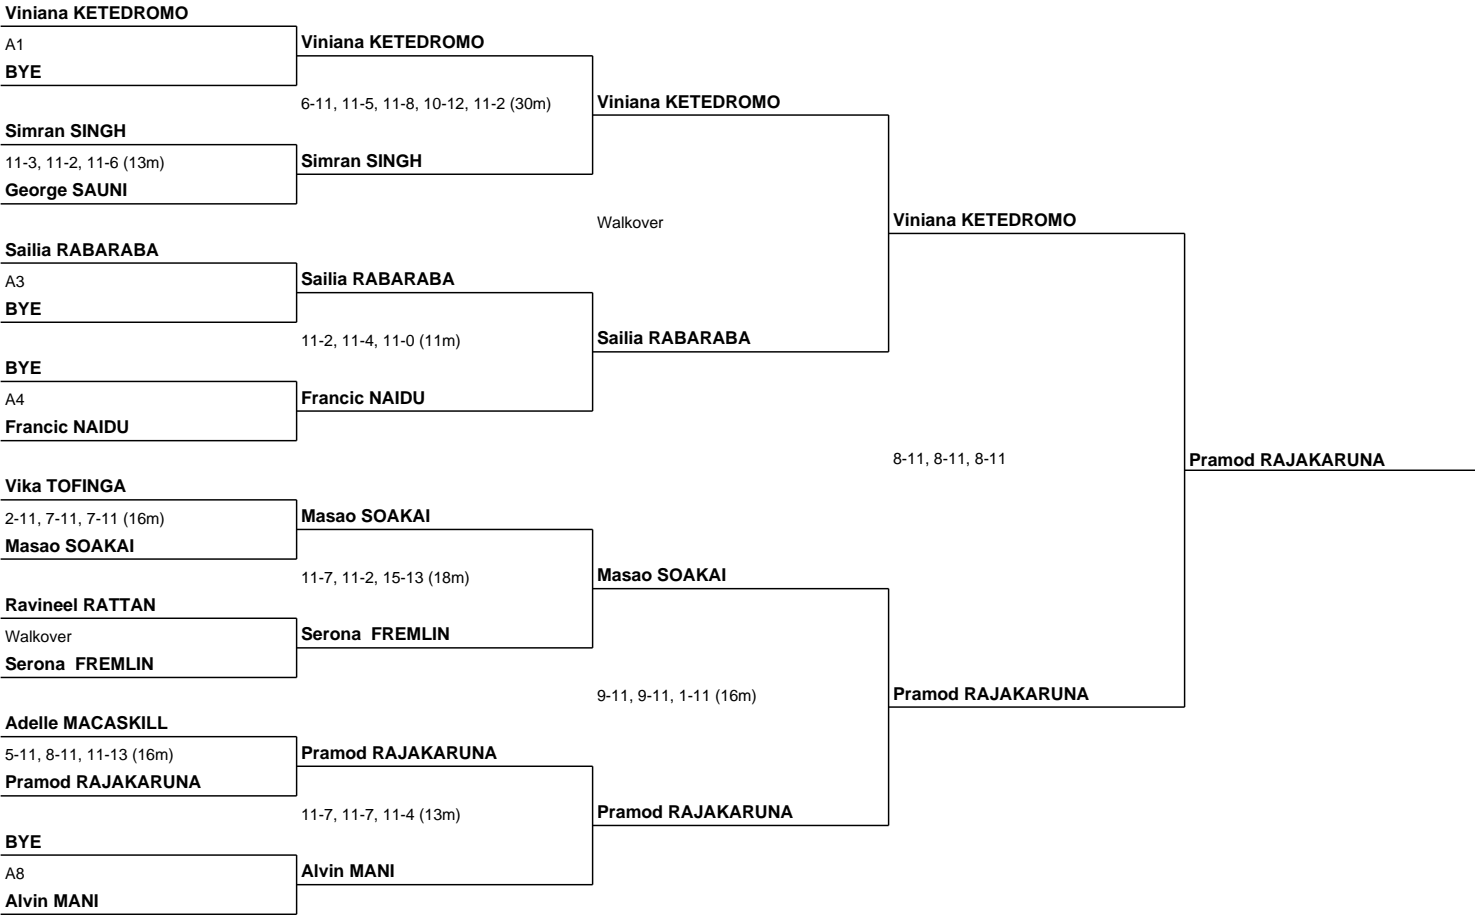 Viniana KETEDROMO
A1
BYE
Simran SINGH
11-3, 11-2, 11-6 (13m)
George SAUNI
Sailia RABARABA
A3
BYE
BYE
A4
Francic NAIDU
Vika TOFINGA
2-11, 7-11, 7-11 (16m)
Masao SOAKAI
Ravineel RATTAN
Walkover
Serona  FREMLIN
Adelle MACASKILL
5-11, 8-11, 11-13 (16m)
Pramod RAJAKARUNA
BYE
A8
Alvin MANI
Viniana KETEDROMO
6-11, 11-5, 11-8, 10-12, 11-2 (30m)
Simran SINGH
Sailia RABARABA
11-2, 11-4, 11-0 (11m)
Francic NAIDU
Masao SOAKAI
11-7, 11-2, 15-13 (18m)
Serona  FREMLIN
Pramod RAJAKARUNA
11-7, 11-7, 11-4 (13m)
Alvin MANI
Viniana KETEDROMO
Walkover
Sailia RABARABA
Masao SOAKAI
9-11, 9-11, 1-11 (16m)
Pramod RAJAKARUNA
Viniana KETEDROMO
8-11, 8-11, 8-11
Pramod RAJAKARUNA
Pramod RAJAKARUNA